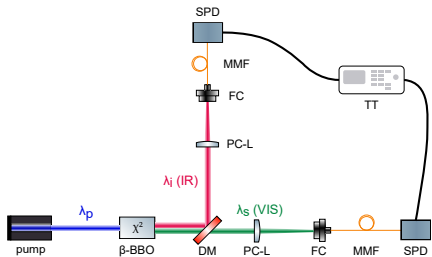 SPD
MMF
FC
TT
PC-L
λi (IR)
λs (VIS)
λp
χ²
pump
β-BBO
DM
PC-L
FC
MMF
SPD